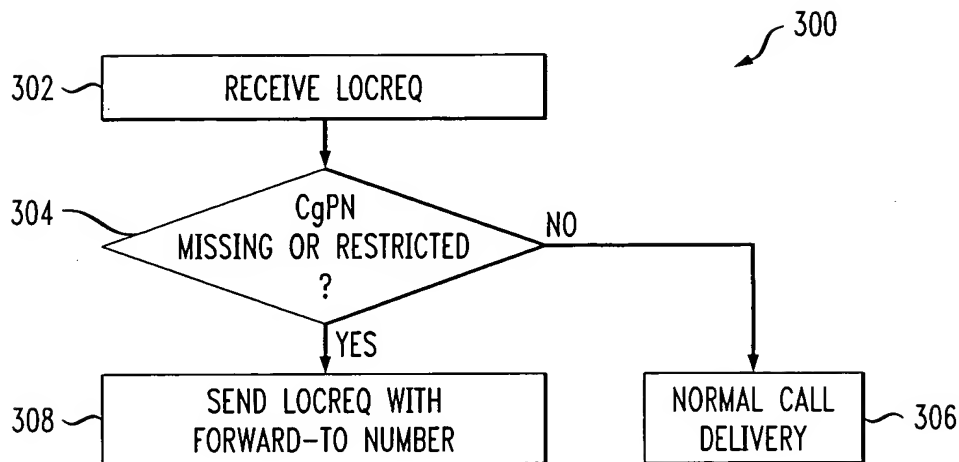 300
302
RECEIVE LOCREQ
304
CgPN
MISSING OR RESTRICTED
?
NO
YES
308
SEND LOCREQ WITH
FORWARD-TO NUMBER
NORMAL CALL
DELIVERY
306